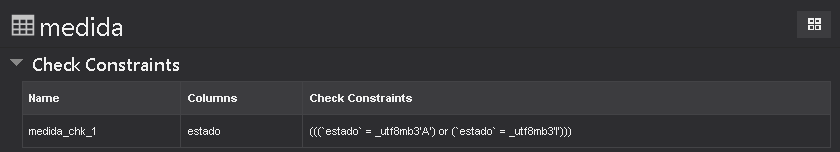 medida
Check Constraints
Name Columns Check Constraints
medida_chk_1 estado (((`estado` = _utf8mb3'A') or (`estado` = _utf8mb3'I')))